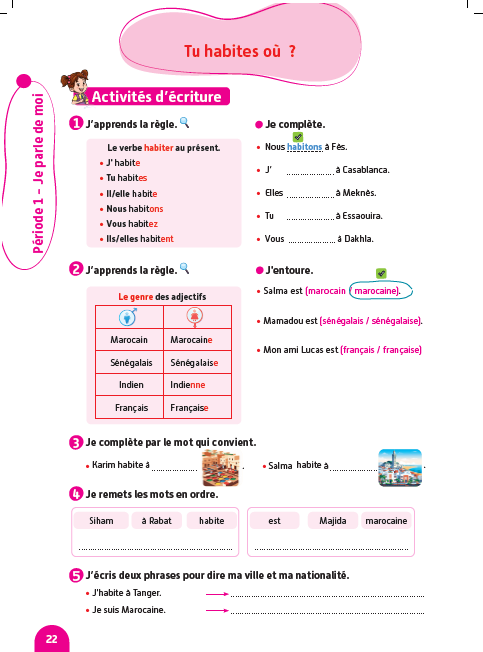 Tu habites où ?
Activités d'écriture
Période 1 - Je parle de moi
1 J'apprends la règle.
Le verbe habiter au présent.
• J' habite
• Tu habites
• Il/elle habite
• Nous habitons
• Vous habitez
• Ils/elles habitent
● Je complète.
• Nous habitons à Fès.
• J' .................... à Casablanca.
• Elles .................... à Meknès.
• Tu .................... à Essaouira.
• Vous .................... à Dakhla.
2 J'apprends la règle.
Le genre des adjectifs
Marocain Marocaine
Sénégalais Sénégalaise
Indien Indienne
Français Française
● J'entoure.
• Salma est (marocain / marocaine).
• Mamadou est (sénégalais / sénégalaise).
• Mon ami Lucas est (français / française)
3 Je complète par le mot qui convient.
• Karim habite à .................... .
• Salma habite à .................... .
4 Je remets les mots en ordre.
Siham à Rabat habite
est Majida marocaine
5 J'écris deux phrases pour dire ma ville et ma nationalité.
• J'habite à Tanger.
• Je suis Marocaine.
22